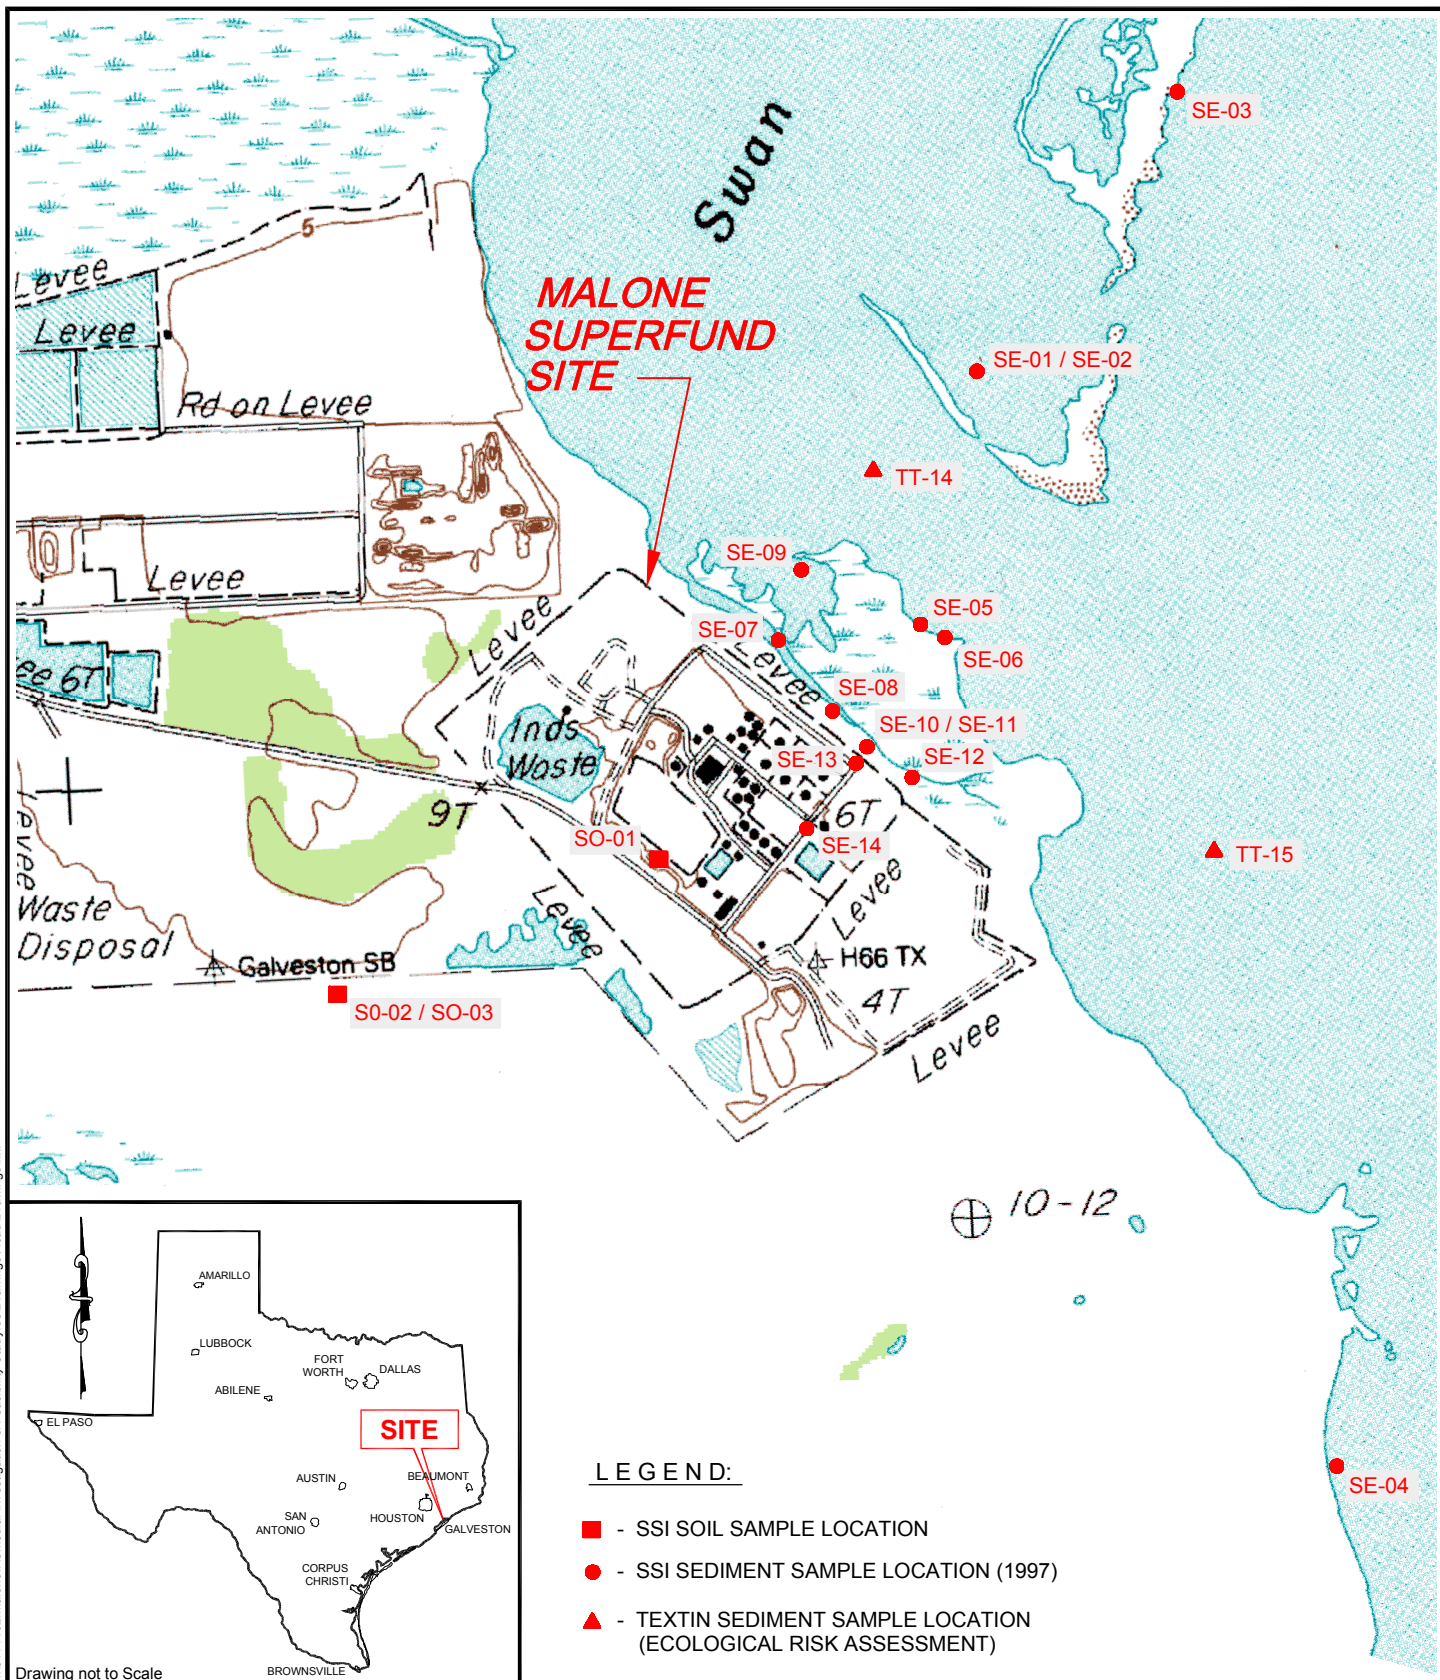 Swan
SE-03
5
Levee
Levee
MALONE
SUPERFUND
SITE
SE-01 / SE-02
Rd on Levee
TT-14
SE-09
Levee
Levee
SE-05
SE-07
SE-06
Levee
ee 6T
SE-08
Inds
Waste
SE-10 / SE-11
SE-13
SE-12
9T
6T
SO-01
SE-14
TT-15
Levee
Levee
Levee
Waste
Disposal
Galveston SB
H66 TX
S0-02 / SO-03
4T
Levee
10-12
AMARILLO
LUBBOCK
FORT
WORTH
DALLAS
ABILENE
EL PASO
SITE
AUSTIN
BEAUMONT
SAN
ANTONIO
HOUSTON
GALVESTON
CORPUS
CHRISTI
BROWNSVILLE
Drawing not to Scale
SE-04
L E G E N D:
- SSI SOIL SAMPLE LOCATION
- SSI SEDIMENT SAMPLE LOCATION (1997)
- TEXTIN SEDIMENT SAMPLE LOCATION
(ECOLOGICAL RISK ASSESSMENT)